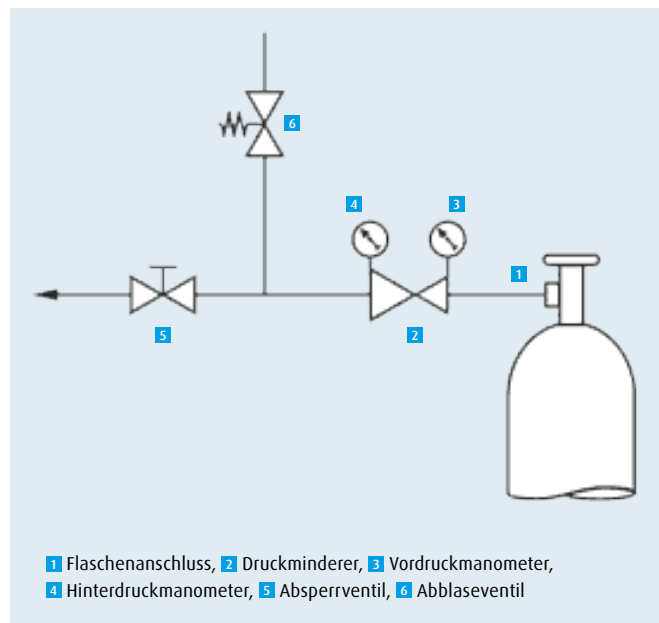 6
4 3
1
5 2
1 Flaschenanschluss, 2 Druckminderer, 3 Vordruckmanometer,
4 Hinterdruckmanometer, 5 Absperrventil, 6 Abblaseventil